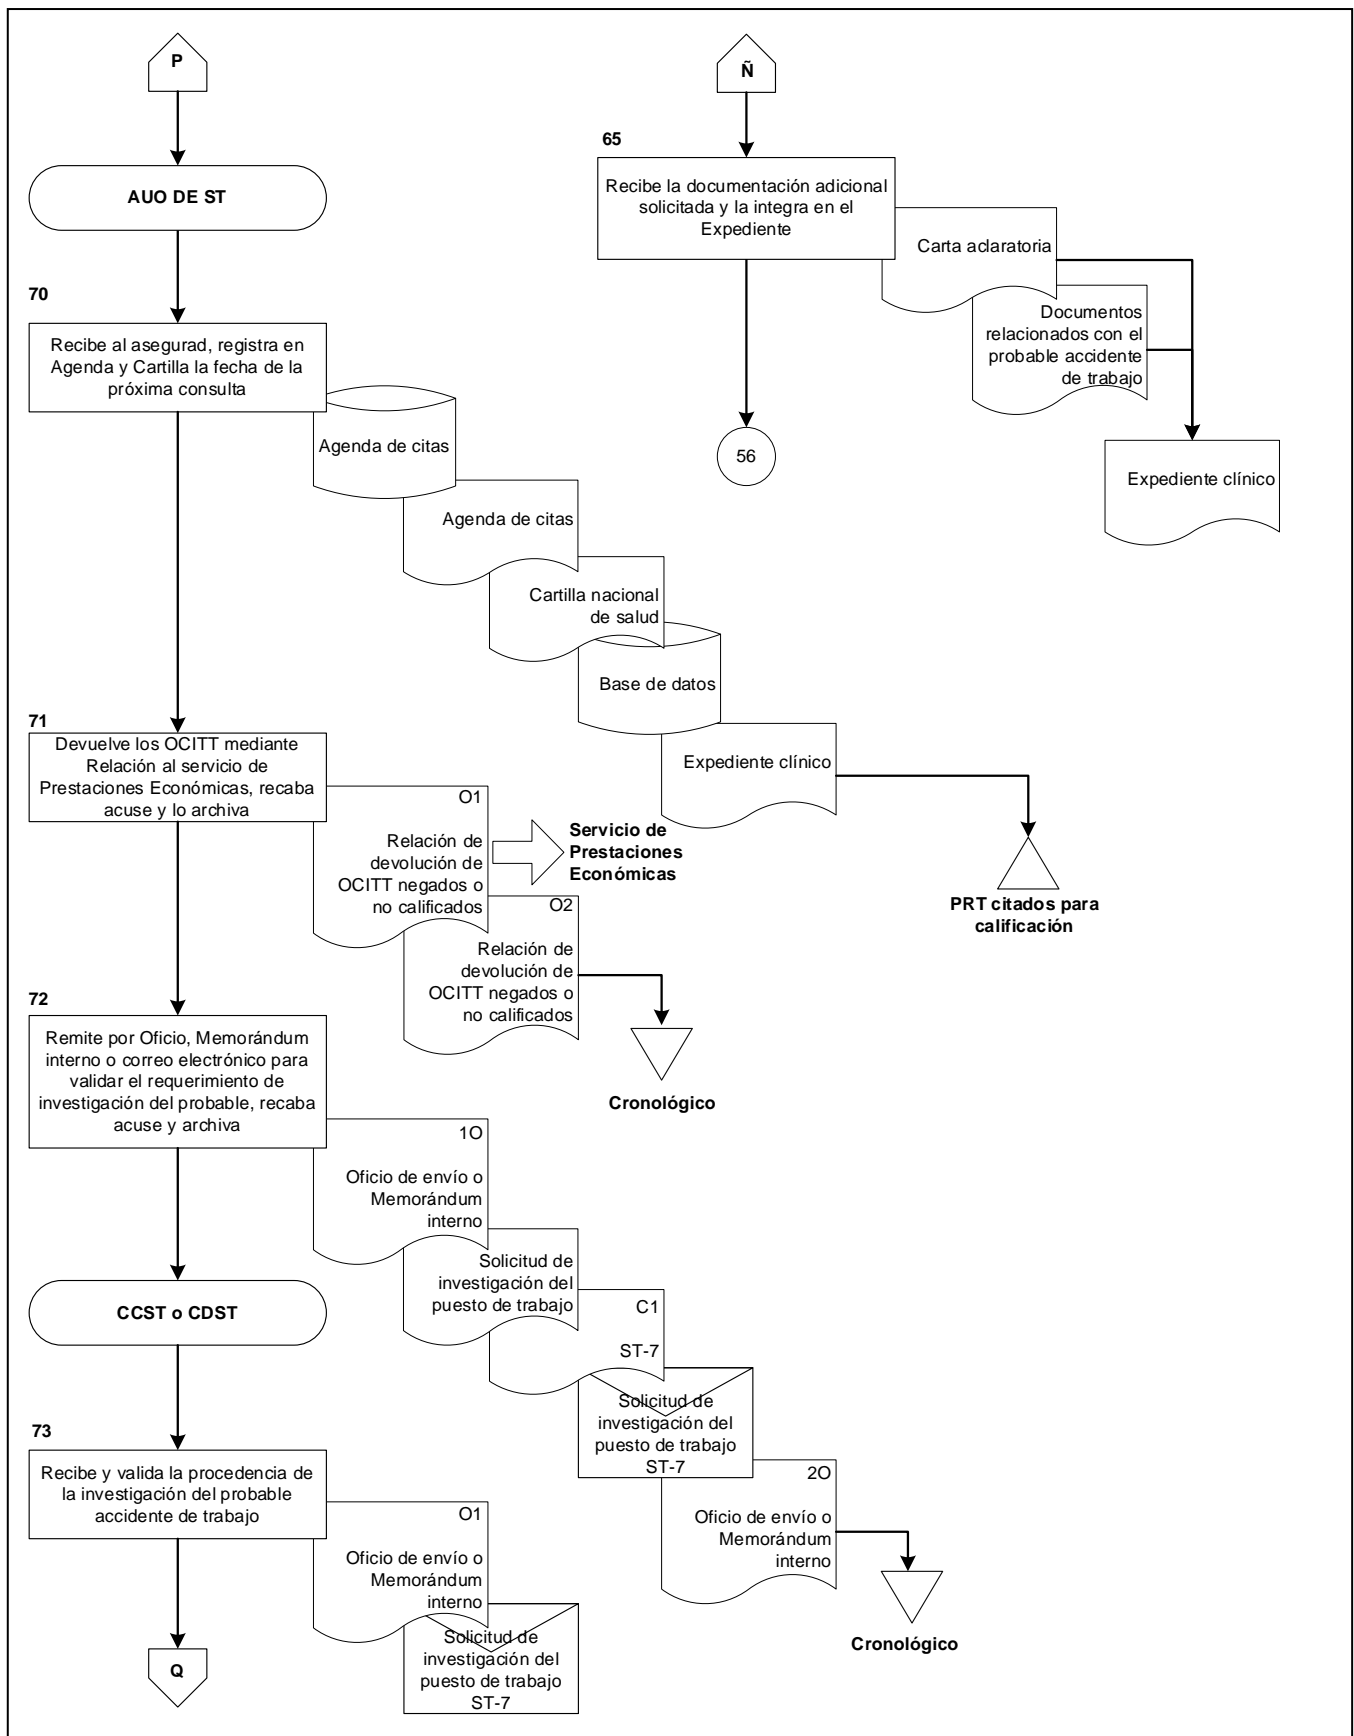 P
AUO DE ST
70
Recibe al asegurad, registra en
Agenda y Cartilla la fecha de la
próxima consulta
Agenda de citas
Agenda de citas
Cartilla nacional
de salud
Base de datos
Expediente clínico
PRT citados para
calificación
71
Devuelve los OCITT mediante
Relación al servicio de
Prestaciones Económicas, recaba
acuse y lo archiva
O1
Relación de
devolución de
OCITT negados o
no calificados
Servicio de
Prestaciones
Económicas
O2
Relación de
devolución de
OCITT negados o
no calificados
Cronológico
72
Remite por Oficio, Memorándum
interno o correo electrónico para
validar el requerimiento de
investigación del probable, recaba
acuse y archiva
1O
Oficio de envío o
Memorándum
interno
Solicitud de
investigación del
puesto de trabajo
C1
ST-7
Solicitud de
investigación del
puesto de trabajo
ST-7
2O
Oficio de envío o
Memorándum
interno
Cronológico
CCST o CDST
73
Recibe y valida la procedencia de
la investigación del probable
accidente de trabajo
O1
Oficio de envío o
Memorándum
interno
Solicitud de
investigación del
puesto de trabajo
ST-7
Q
Ñ
65
Recibe la documentación adicional
solicitada y la integra en el
Expediente
Carta aclaratoria
Documentos
relacionados con el
probable accidente
de trabajo
Expediente clínico
56